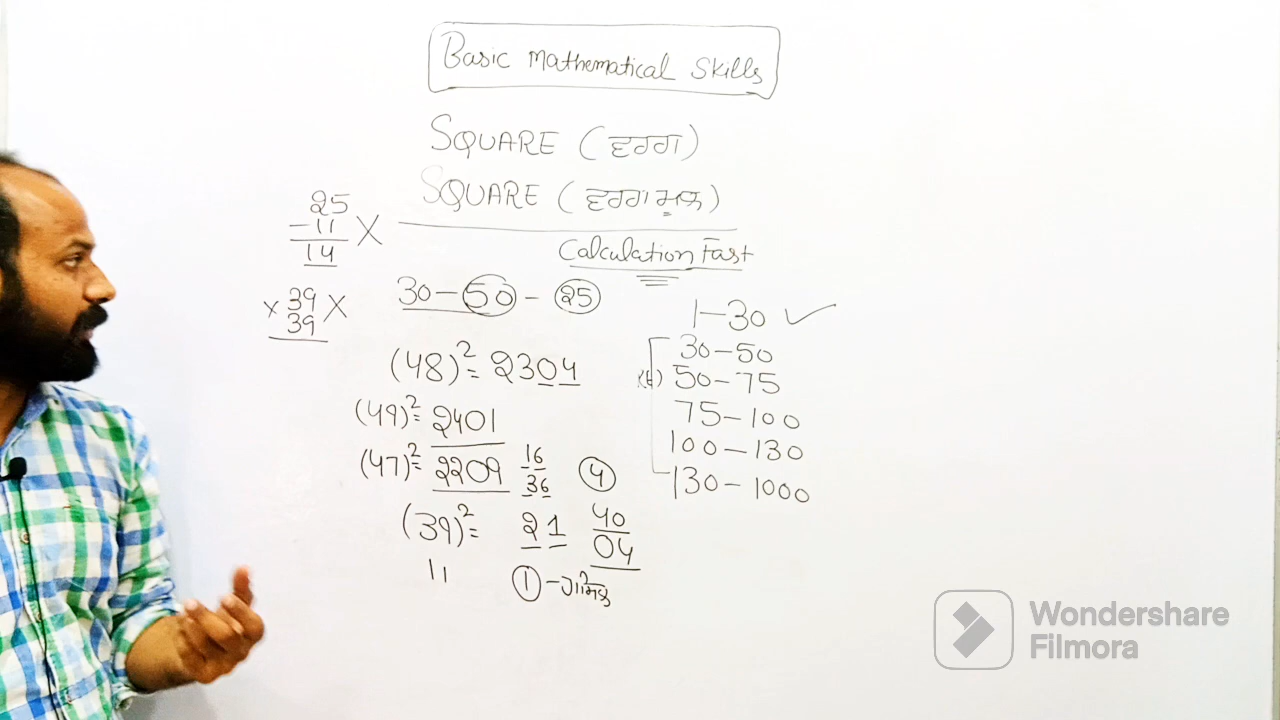 Basic Mathematical Skills
SQUARE (ਵਰਗ)
SQUARE (ਵਰਗ ਮੂਲ)
Calculation Fast
25
-11
14 ×
× 39 ×
39
30-50 - 25
(48)²= 2304
(49)²= 2401
(47)²= 2209 16
36 4
(39)²= 21 40
04
11 1 -
1-30 ✓
30-50
50-75
75-100
100-130
130-1000
Wondershare
Filmora